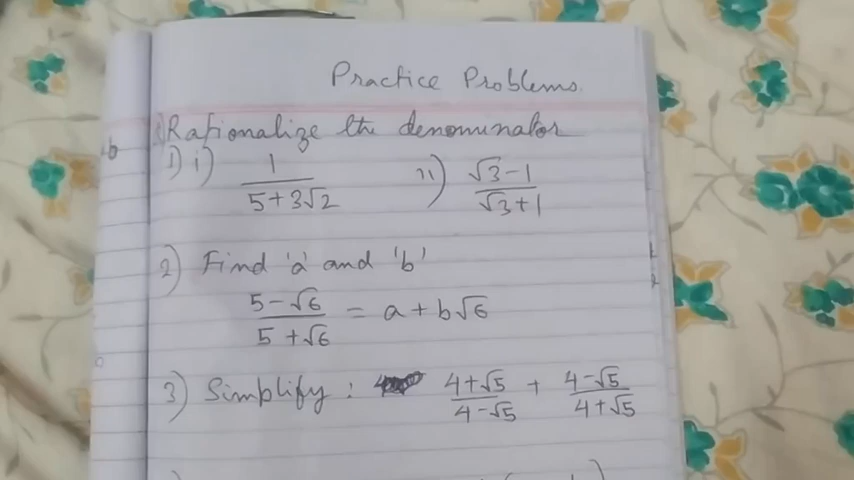 Practice Problems.
Rationalize the denominator
1) i) 1/(5+3√2) ii) (√3-1)/(√3+1)
2) Find 'a' and 'b'
(5-√6)/(5+√6) = a+b√6
3) Simplify : (4+√5)/(4-√5) + (4-√5)/(4+√5)